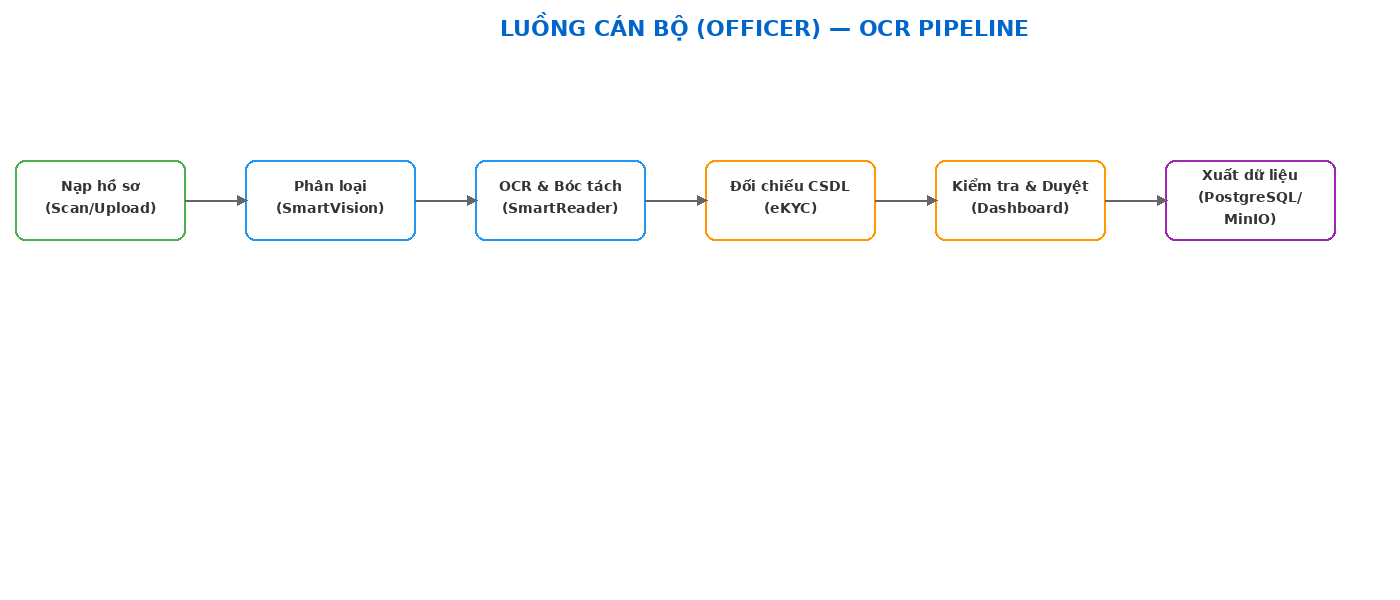 LUỒNG CÁN BỘ (OFFICER) — OCR PIPELINE
Nạp hồ sơ
(Scan/Upload)
Phân loại
(SmartVision)
OCR & Bóc tách
(SmartReader)
Đối chiếu CSDL
(eKYC)
Kiểm tra & Duyệt
(Dashboard)
Xuất dữ liệu
(PostgreSQL/
MinIO)